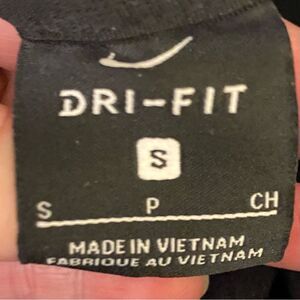 DRI-FIT
S
S P CH
MADE IN VIETNAM
FABRIQUE AU VIETNAM